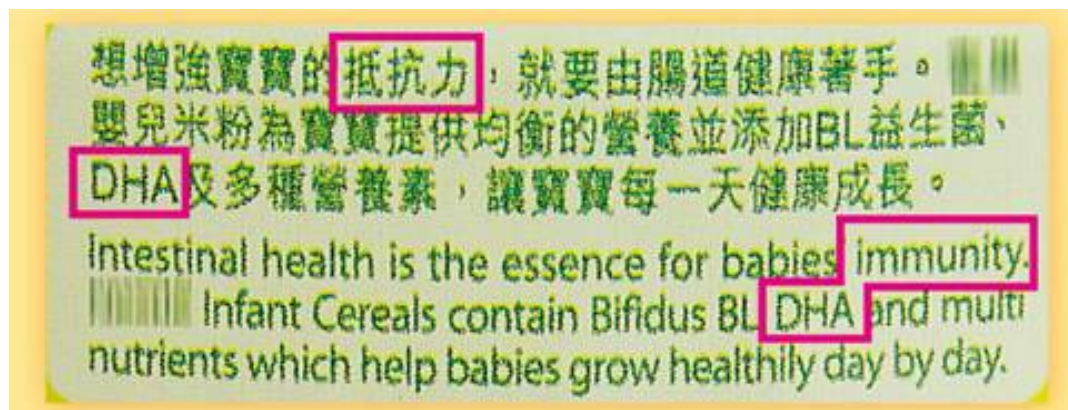 想增強寶寶的抵抗力，就要由腸道健康著手。
嬰兒米粉為寶寶提供均衡的營養並添加BL益生菌、
DHA及多種營養素，讓寶寶每一天健康成長。
Intestinal health is the essence for babies immunity.
Infant Cereals contain Bifidus BL DHA and multi
nutrients which help babies grow healthily day by day.